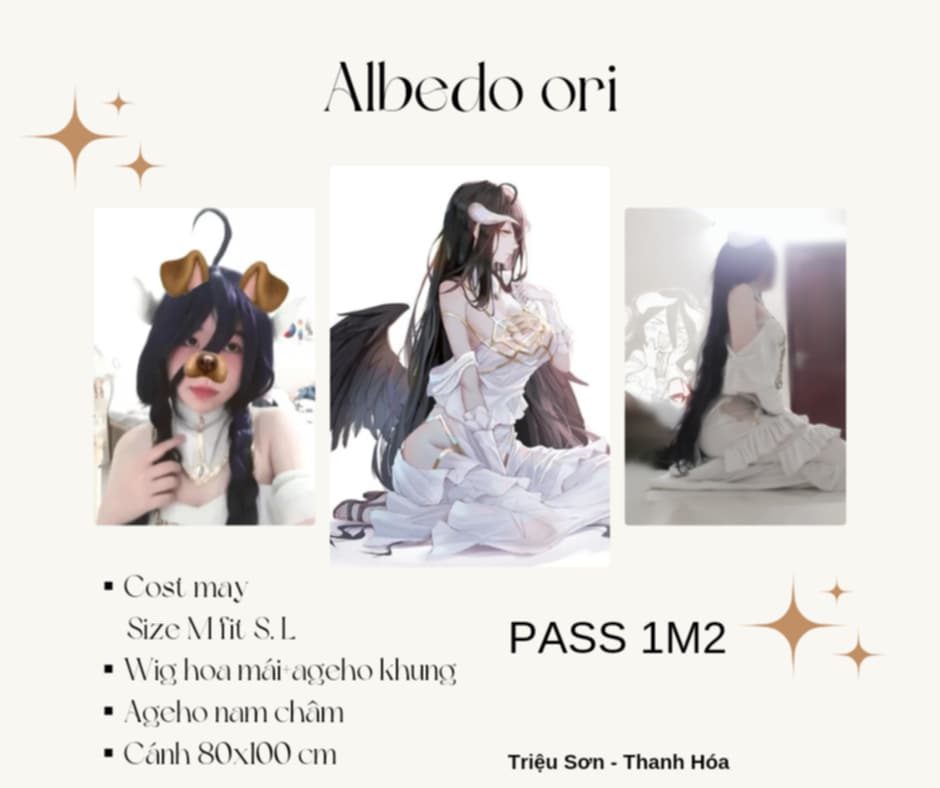 Albedo ori
▪ Cost may
Size M fit S. L
▪ Wig hoa mái+ageho khung
▪ Ageho nam châm
▪ Cánh 80x100 cm
PASS 1M2
Triệu Sơn - Thanh Hóa